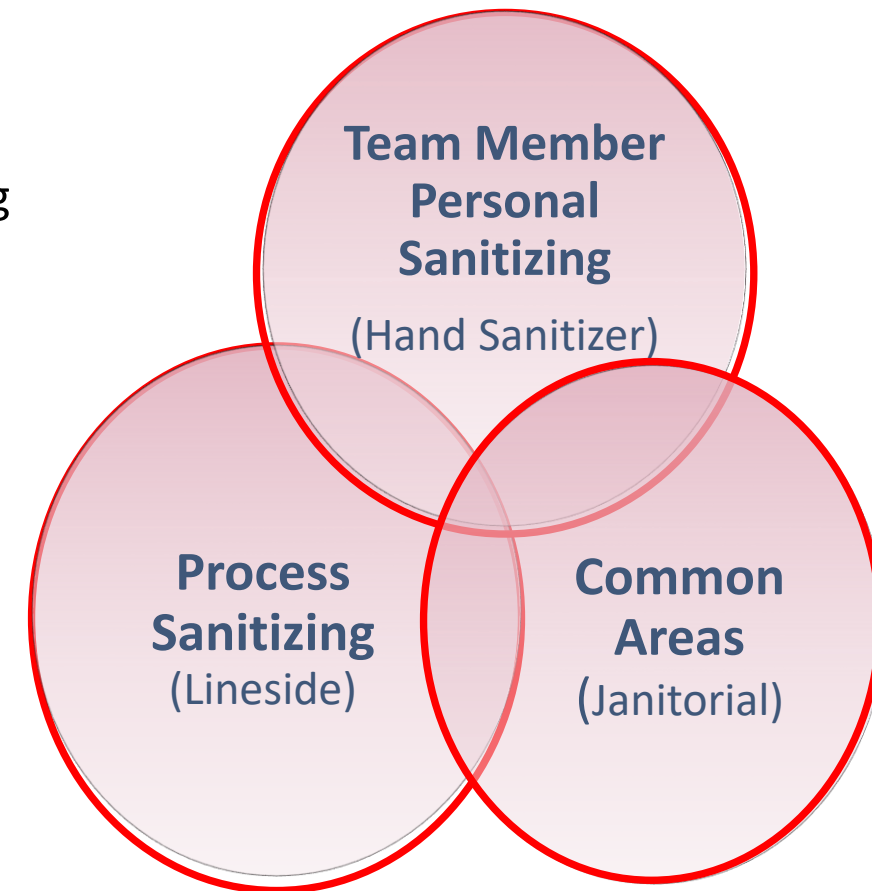 g
Team Member
Personal
Sanitizing
(Hand Sanitizer)
Process
Sanitizing
(Lineside)
Common
Areas
(Janitorial)